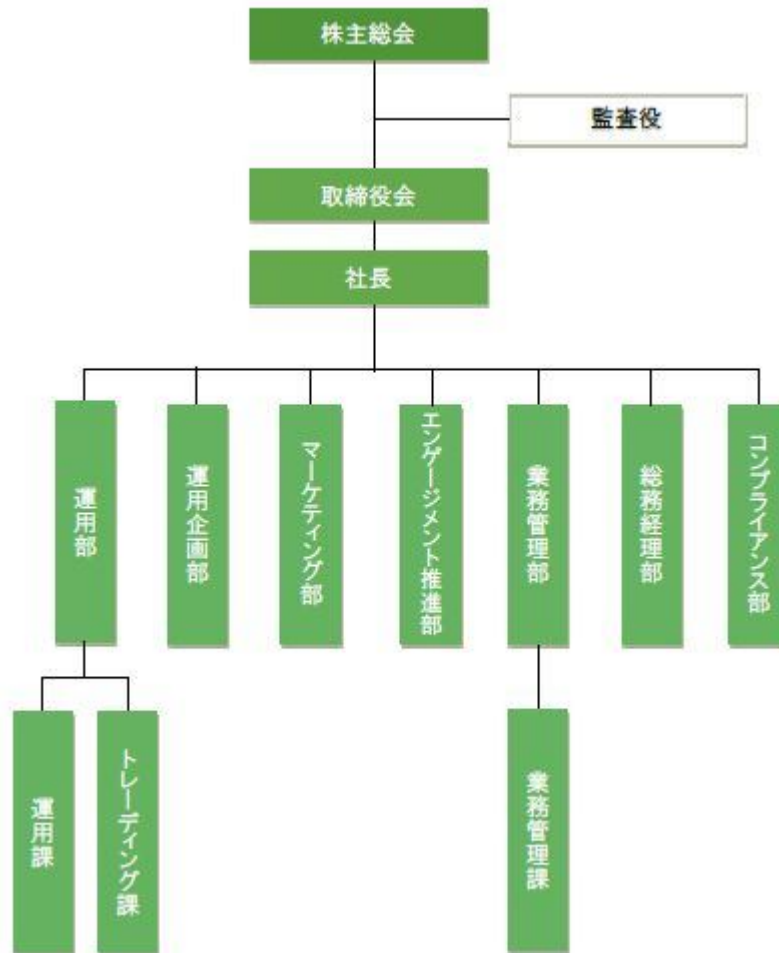 株主総会
監査役
取締役会
社長
運用部
運用企画部
マーケティング部
エンゲージメント推進部
業務管理部
総務経理部
コンプライアンス部
運用課
トレーディング課
業務管理課